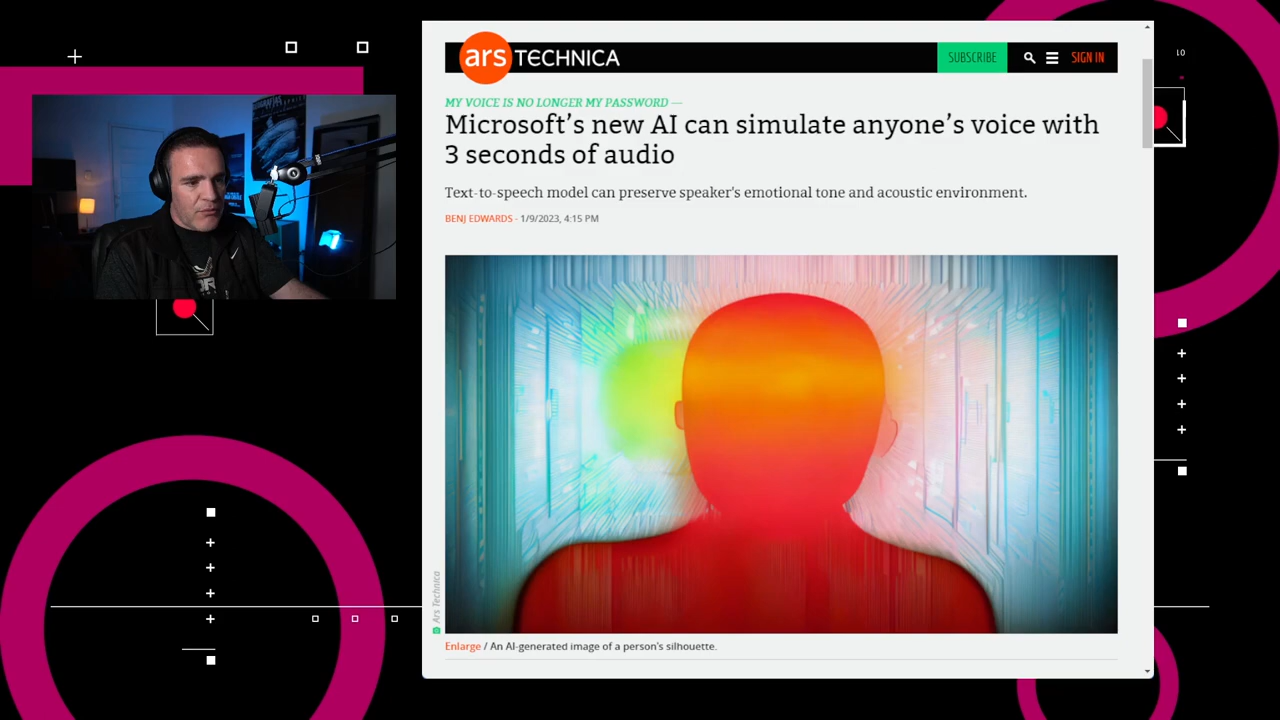 ars TECHNICA
SUBSCRIBE
SIGN IN
MY VOICE IS NO LONGER MY PASSWORD —
Microsoft's new AI can simulate anyone's voice with
3 seconds of audio
Text-to-speech model can preserve speaker's emotional tone and acoustic environment.
BENJ EDWARDS - 1/9/2023, 4:15 PM
Ars Technica
Enlarge / An AI-generated image of a person's silhouette.